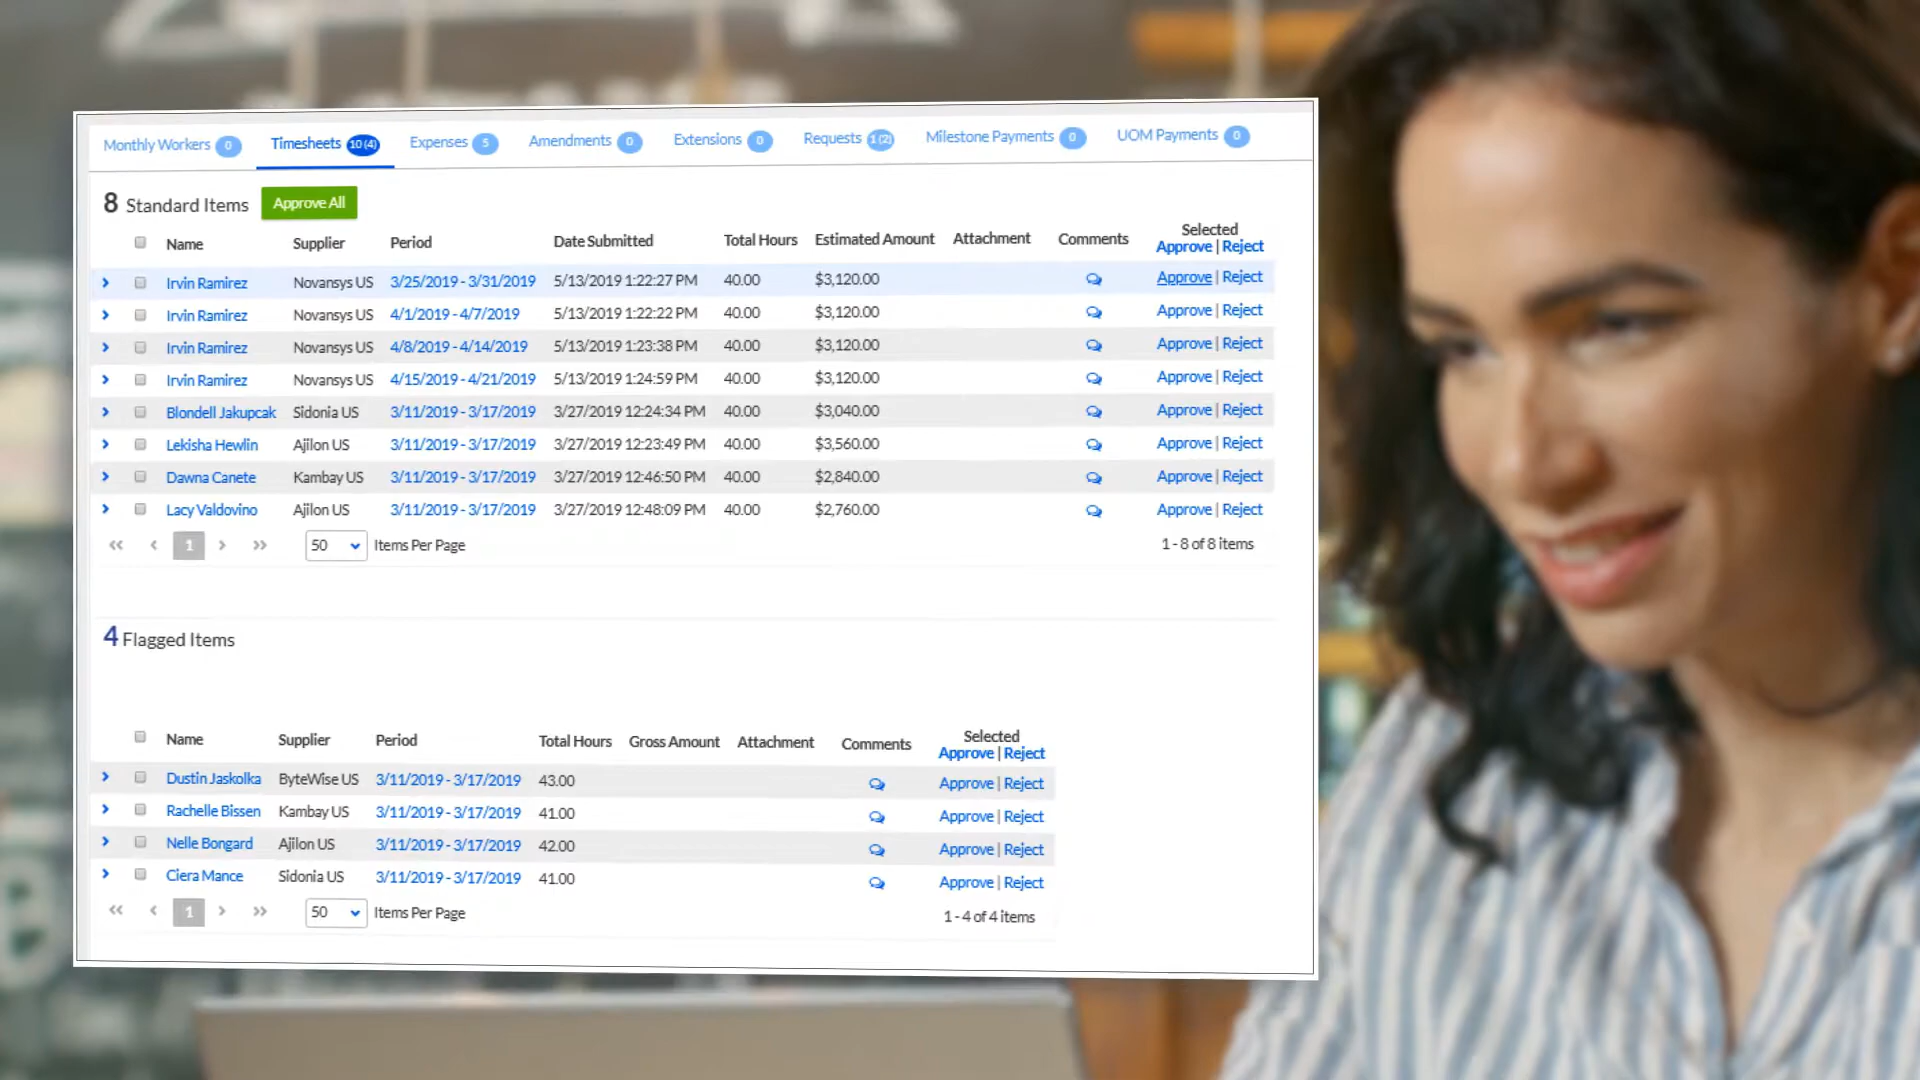 Monthly Workers 0 Timesheets 10 (4) Expenses 5 Amendments 0 Extensions 0 Requests 1 (2) Milestone Payments 0 UOM Payments 0
8 Standard Items Approve All
Selected
Name Supplier Period Date Submitted Total Hours Estimated Amount Attachment Comments Approve | Reject
Irvin Ramirez Novansys US 3/25/2019 - 3/31/2019 5/13/2019 1:22:27 PM 40.00 $3,120.00 Approve | Reject
Irvin Ramirez Novansys US 4/1/2019 - 4/7/2019 5/13/2019 1:22:22 PM 40.00 $3,120.00 Approve | Reject
Irvin Ramirez Novansys US 4/8/2019 - 4/14/2019 5/13/2019 1:23:38 PM 40.00 $3,120.00 Approve | Reject
Irvin Ramirez Novansys US 4/15/2019 - 4/21/2019 5/13/2019 1:24:59 PM 40.00 $3,120.00 Approve | Reject
Blondell Jakupcak Sidonia US 3/11/2019 - 3/17/2019 3/27/2019 12:24:34 PM 40.00 $3,040.00 Approve | Reject
Lekisha Hewlin Ajilon US 3/11/2019 - 3/17/2019 3/27/2019 12:23:49 PM 40.00 $3,560.00 Approve | Reject
Dawna Canete Kambay US 3/11/2019 - 3/17/2019 3/27/2019 12:46:50 PM 40.00 $2,840.00 Approve | Reject
Lacy Valdovino Ajilon US 3/11/2019 - 3/17/2019 3/27/2019 12:48:09 PM 40.00 $2,760.00 Approve | Reject
1 50 Items Per Page 1 - 8 of 8 items
4 Flagged Items
Selected
Name Supplier Period Total Hours Gross Amount Attachment Comments Approve | Reject
Dustin Jaskolka ByteWise US 3/11/2019 - 3/17/2019 43.00 Approve | Reject
Rachelle Bissen Kambay US 3/11/2019 - 3/17/2019 41.00 Approve | Reject
Nelle Bongard Ajilon US 3/11/2019 - 3/17/2019 42.00 Approve | Reject
Ciera Mance Sidonia US 3/11/2019 - 3/17/2019 41.00 Approve | Reject
1 50 Items Per Page 1 - 4 of 4 items